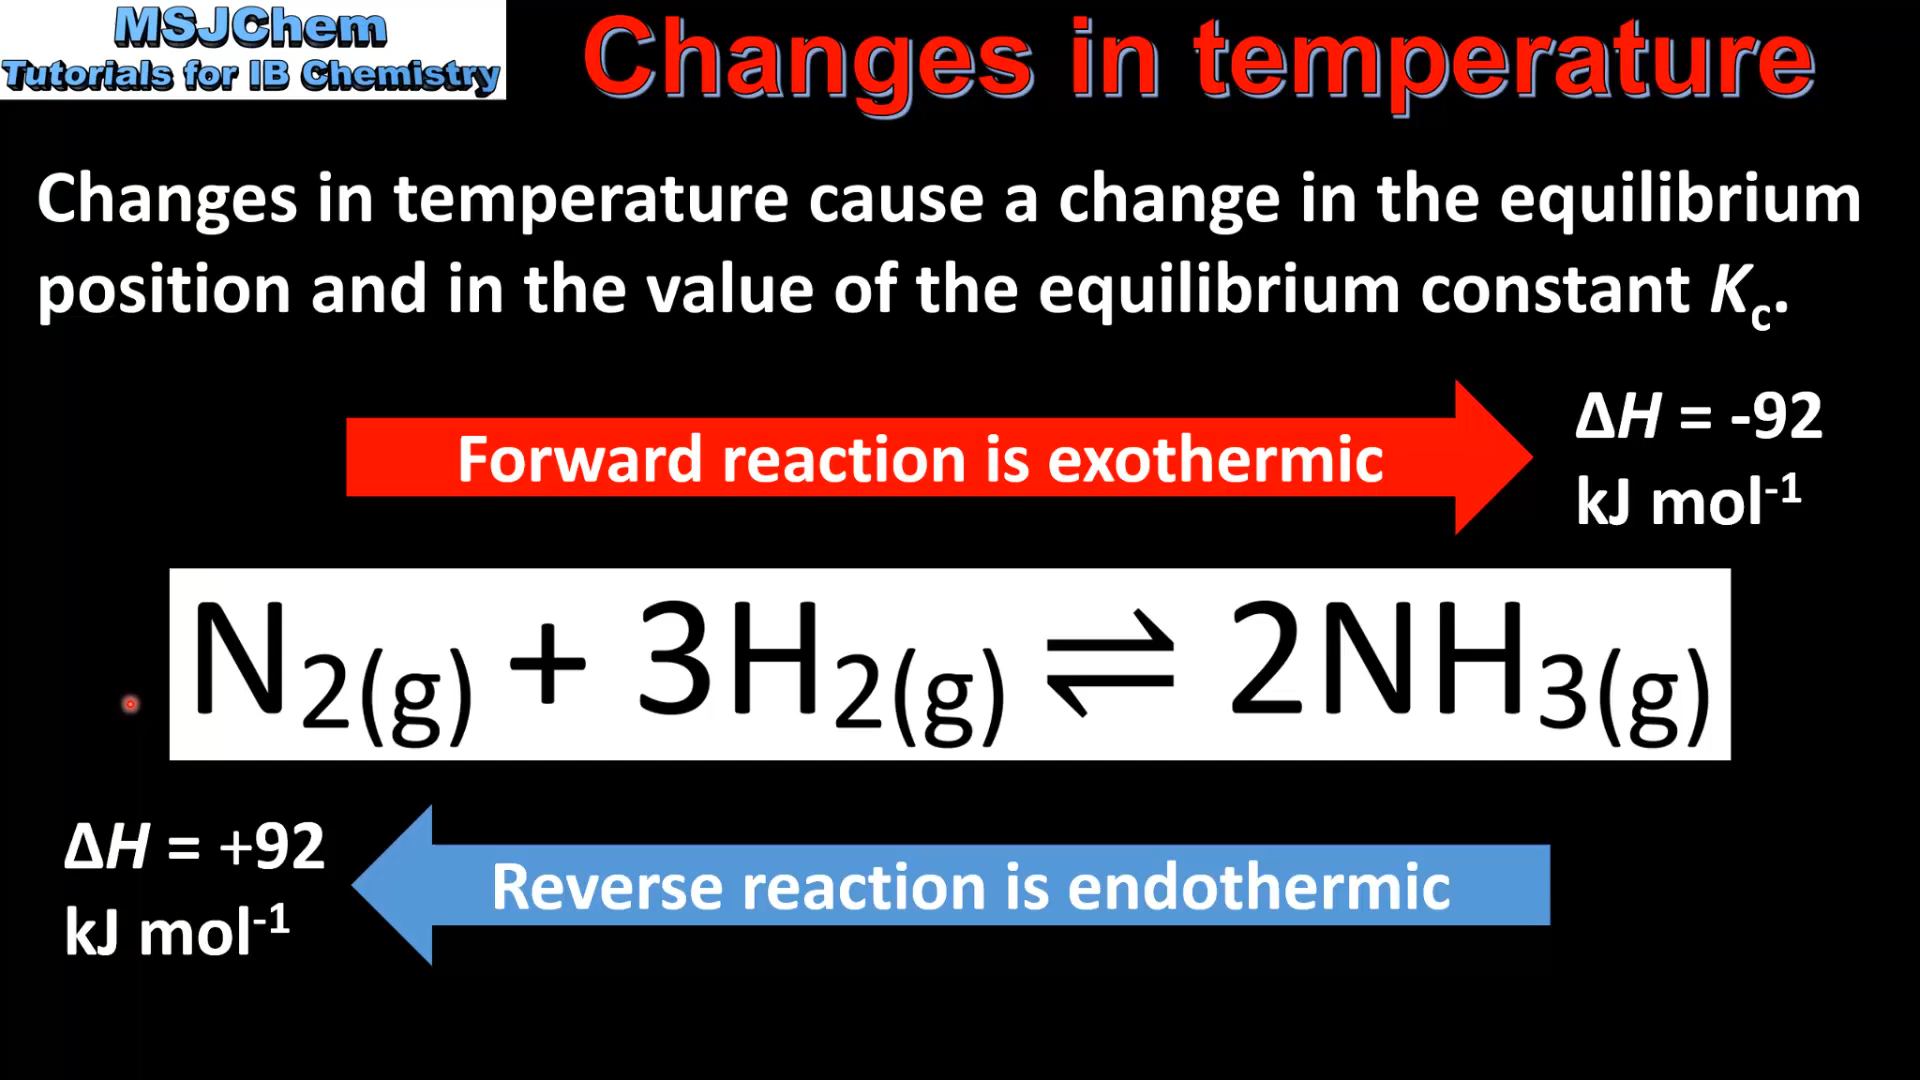 MSJChem
Tutorials for IB Chemistry
Changes in temperature
Changes in temperature cause a change in the equilibrium
position and in the value of the equilibrium constant Kc.
Forward reaction is exothermic
ΔH = -92
kJ mol⁻¹
N₂(g) + 3H₂(g) ⇌ 2NH₃(g)
ΔH = +92
kJ mol⁻¹
Reverse reaction is endothermic